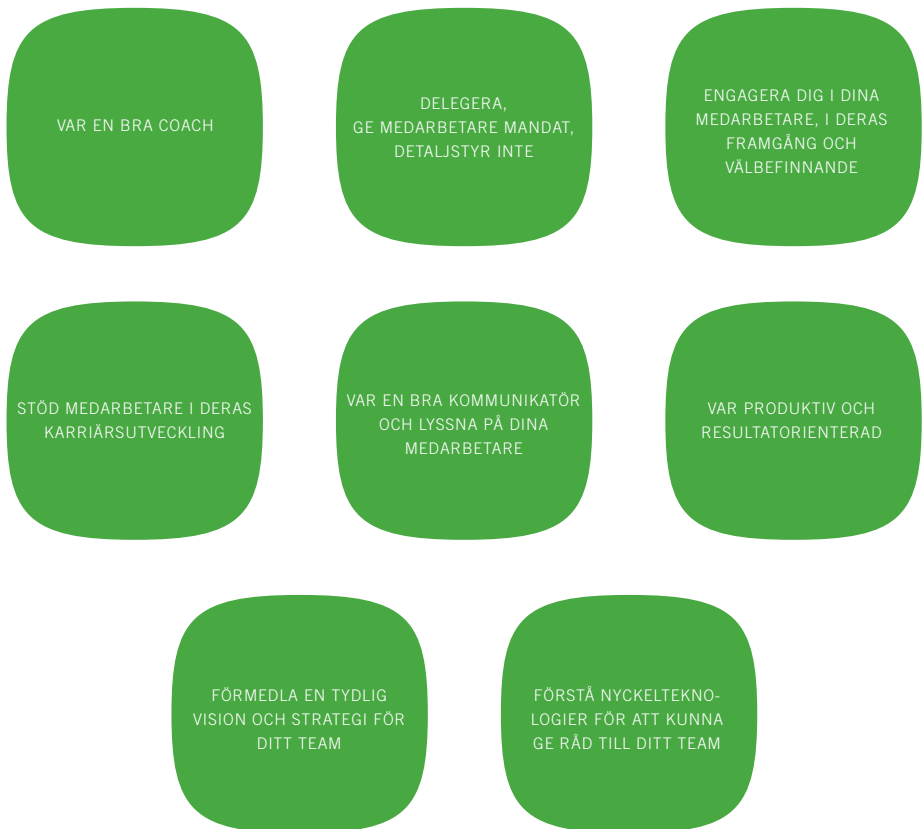 VAR EN BRA COACH
DELEGERA,
GE MEDARBETARE MANDAT,
DETALJSTYR INTE
ENGAGERA DIG I DINA
MEDARBETARE, I DERAS
FRAMGÅNG OCH
VÄLBEFINNANDE
STÖD MEDARBETARE I DERAS
KARRIÄRSUTVECKLING
VAR EN BRA KOMMUNIKATÖR
OCH LYSSNA PÅ DINA
MEDARBETARE
VAR PRODUKTIV OCH
RESULTATORIENTERAD
FÖRMEDLA EN TYDLIG
VISION OCH STRATEGI FÖR
DITT TEAM
FÖRSTÅ NYCKELTEKNO-
LOGIER FÖR ATT KUNNA
GE RÅD TILL DITT TEAM